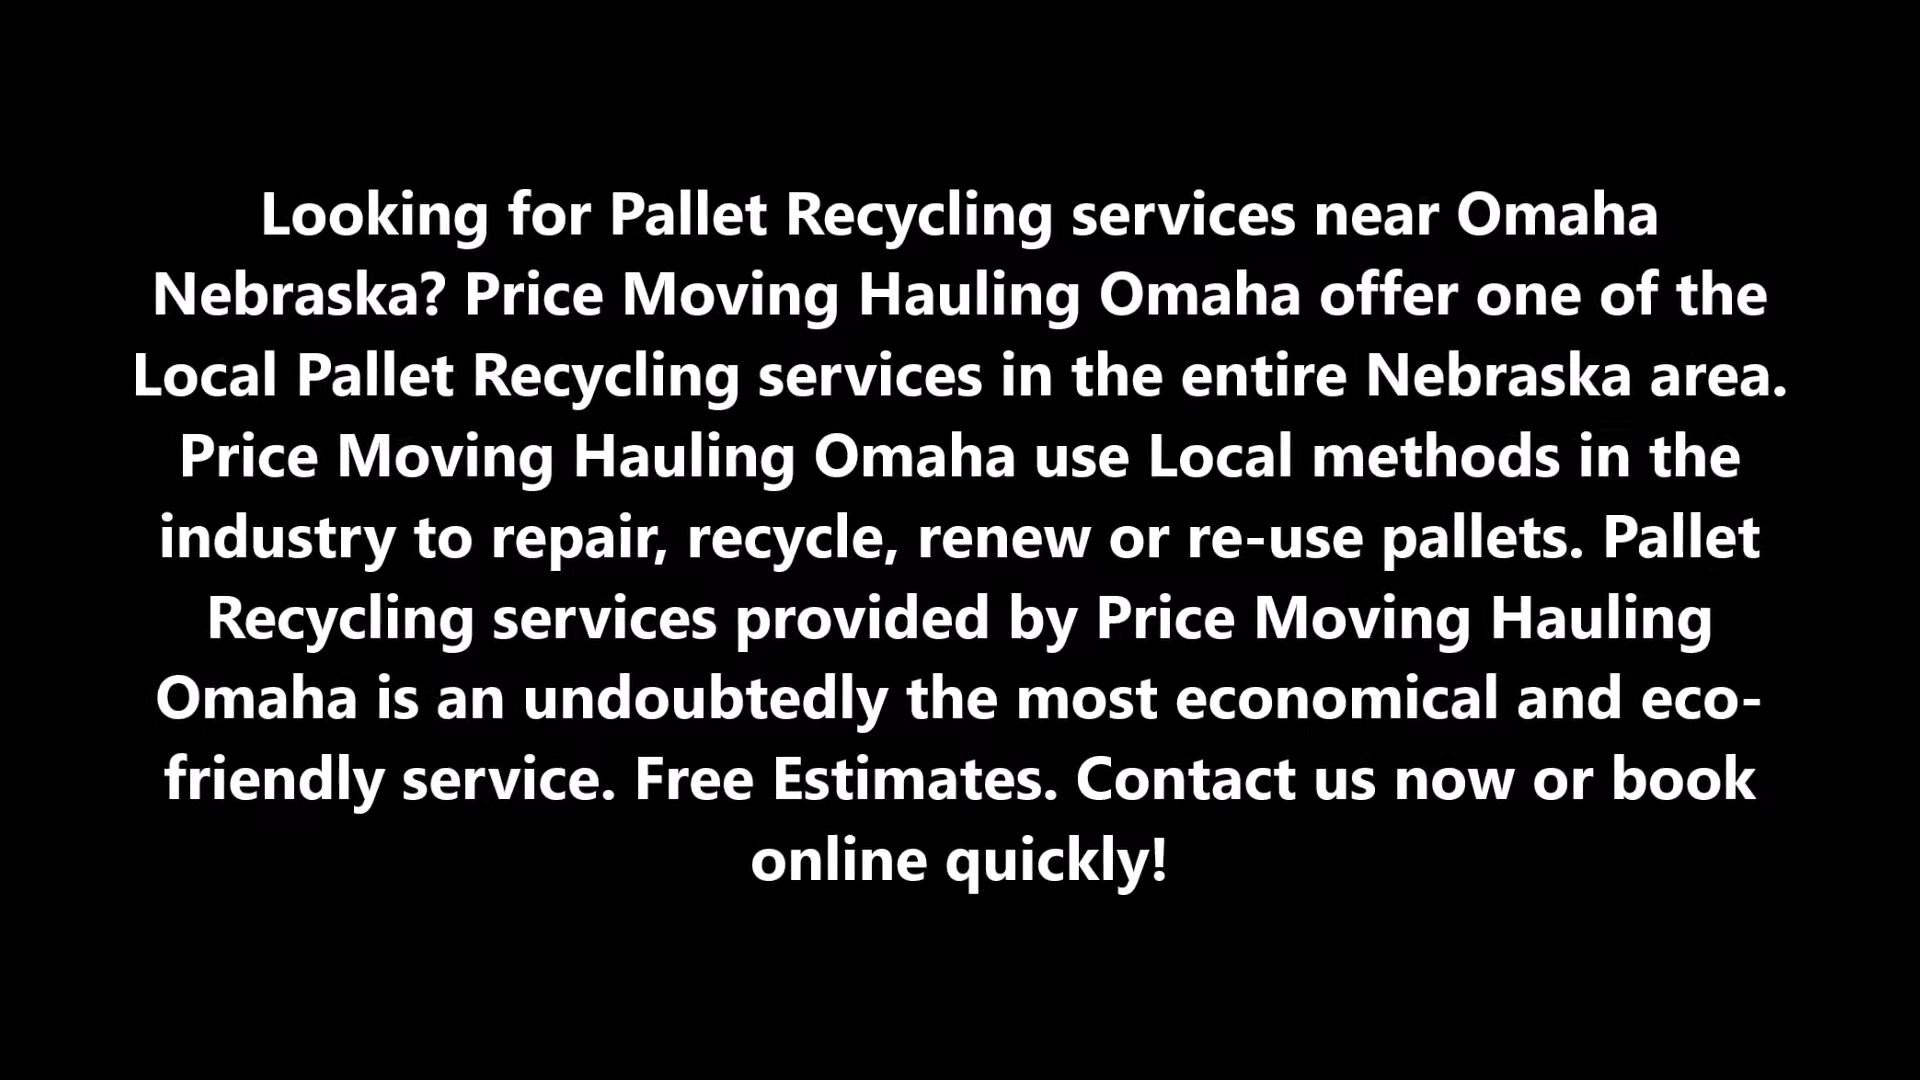 Looking for Pallet Recycling services near Omaha
Nebraska? Price Moving Hauling Omaha offer one of the
Local Pallet Recycling services in the entire Nebraska area.
Price Moving Hauling Omaha use Local methods in the
industry to repair, recycle, renew or re-use pallets. Pallet
Recycling services provided by Price Moving Hauling
Omaha is an undoubtedly the most economical and eco-
friendly service. Free Estimates. Contact us now or book
online quickly!